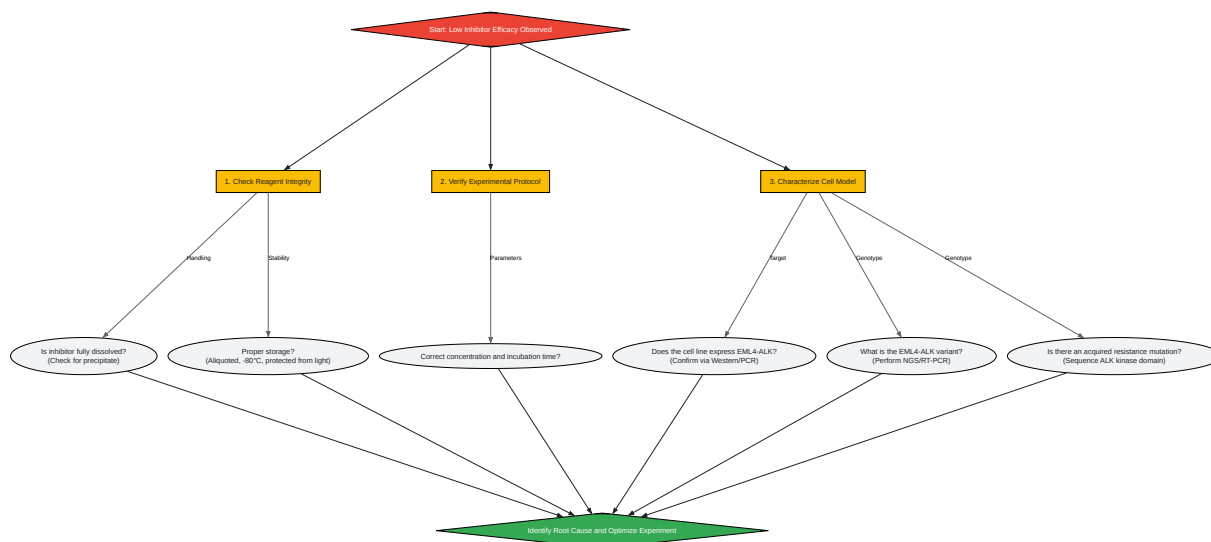 Start: Low Inhibitor Efficacy Observed
1. Check Reagent Integrity
2. Verify Experimental Protocol
3. Characterize Cell Model
Handling
Stability
Parameters
Target
Genotype
Genotype
Is inhibitor fully dissolved?
(Check for precipitate)
Proper storage?
(Aliquoted, -80°C, protected from light)
Correct concentration and incubation time?
Does the cell line express EML4-ALK?
(Confirm via Western/PCR)
What is the EML4-ALK variant?
(Perform NGS/RT-PCR)
Is there an acquired resistance mutation?
(Sequence ALK kinase domain)
Identify Root Cause and Optimize Experiment